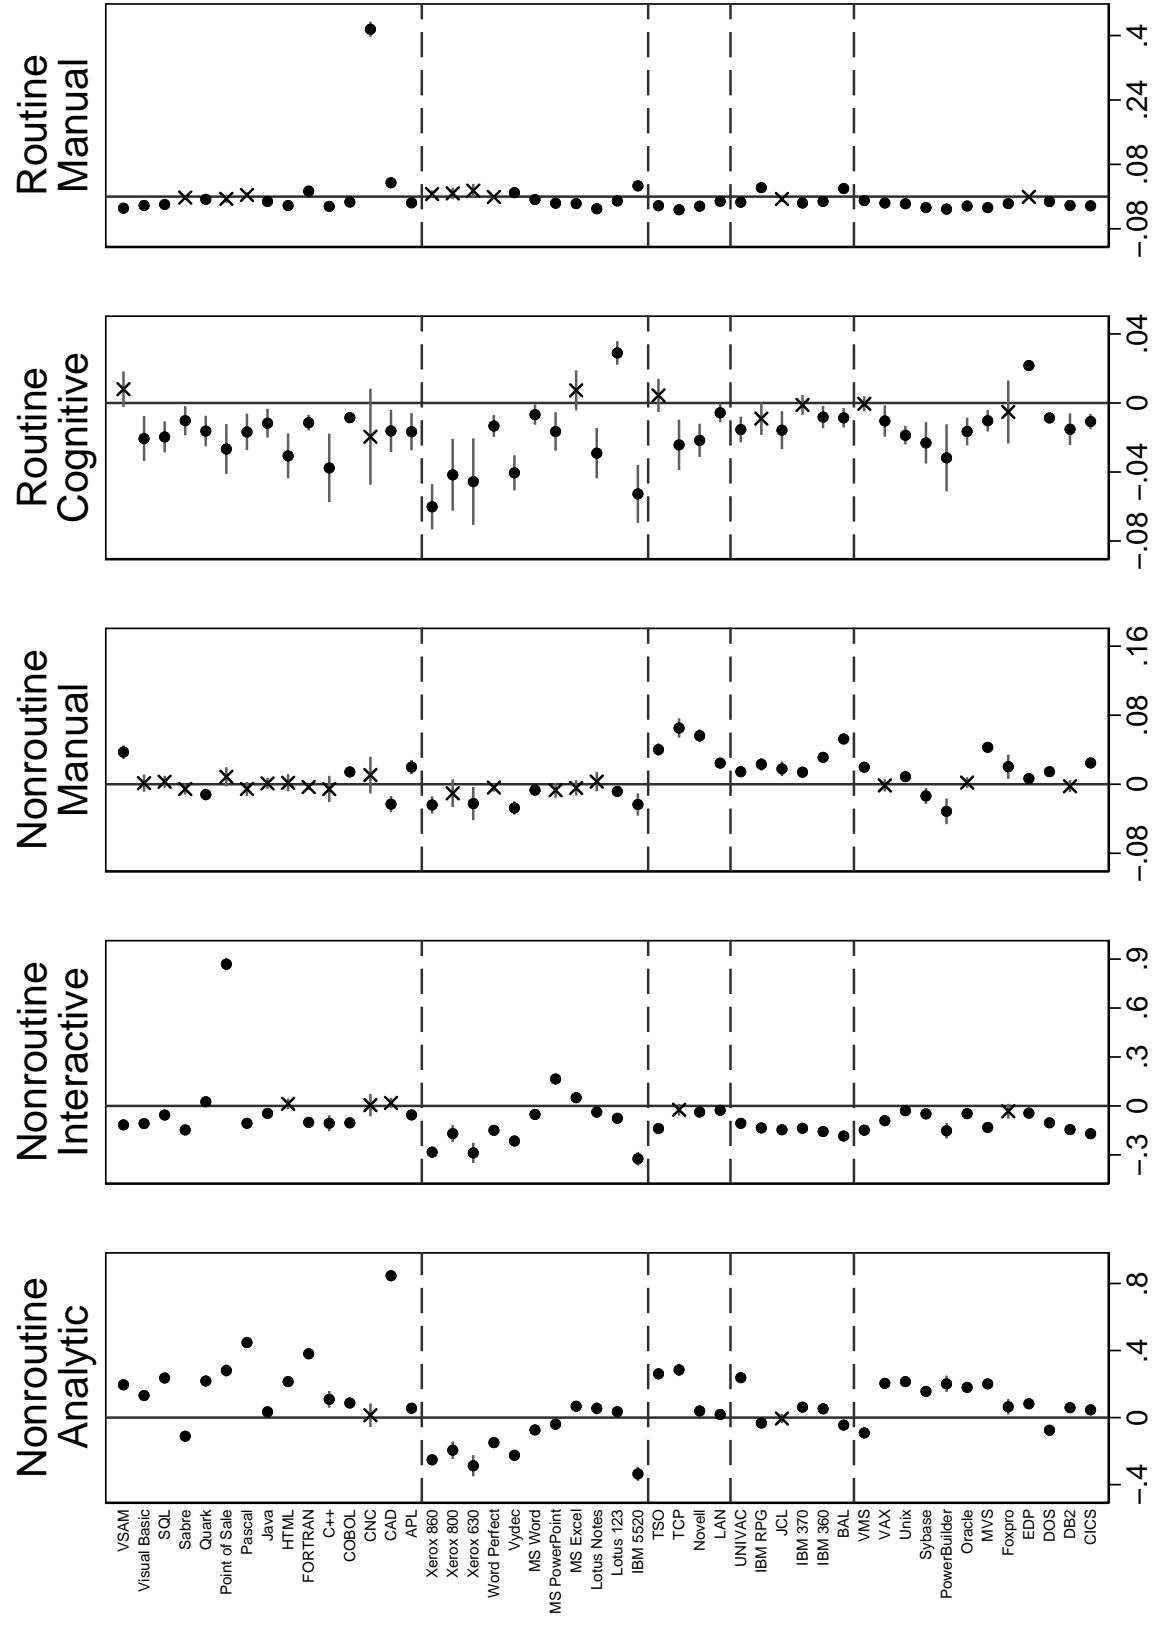 Nonroutine
Analytic
Nonroutine
Interactive
Nonroutine
Manual
Routine
Cognitive
Routine
Manual
VSAM
Visual Basic
SQL
Sabre
Quark
Point of Sale
Pascal
Java
HTML
FORTRAN
C++
COBOL
CNC
CAD
APL
Xerox 860
Xerox 800
Xerox 630
Word Perfect
Vydec
MS Word
MS PowerPoint
MS Excel
Lotus Notes
Lotus 123
IBM 5520
TSO
TCP
Novell
LAN
UNIVAC
IBM RPG
JCL
IBM 370
IBM 360
BAL
VMS
VAX
Unix
Sybase
PowerBuilder
Oracle
MVS
Foxpro
EDP
DOS
DB2
CICS
−.4 0 .4 .8
−.3 0 .3 .6 .9
−.08 0 .08 .16
−.08 −.04 0 .04
−.08 .08 .24 .4